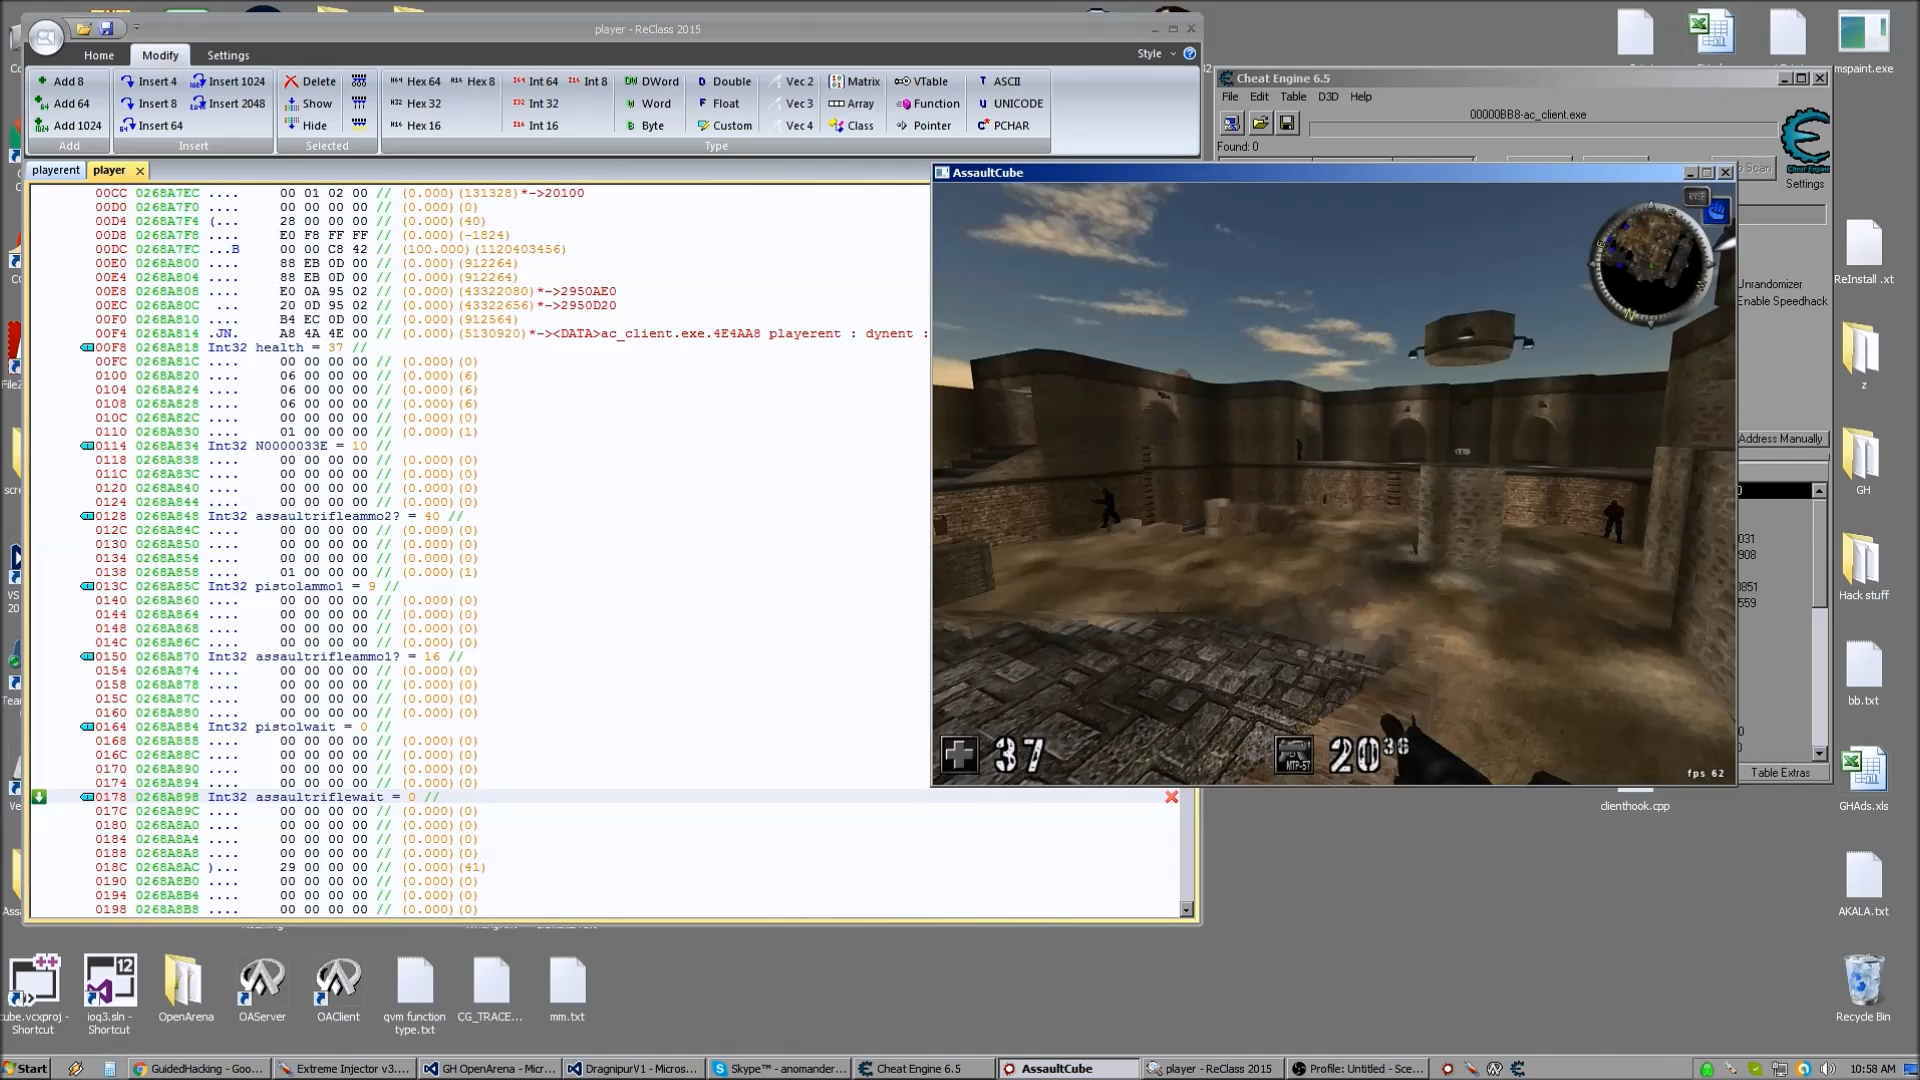 player - ReClass 2015
Home Modify Settings Style
Add 8 Add 64 Add 1024 Add
Insert 4 Insert 1024 Insert 8 Insert 2048 Insert 64 Insert
Delete Show Hide Selected
Hex 64 Hex 8 Hex 32 Hex 16
Int 64 Int 8 Int 32 Int 16
DWord Word Byte
Double Float Custom
Vec 2 Vec 3 Vec 4
Matrix Array Class
VTable Function Pointer
ASCII UNICODE PCHAR
Type
playerent player
00CC 0268A7EC .... 00 01 02 00 // (0.000)(131328)*->20100
00D0 0268A7F0 .... 00 00 00 00 // (0.000)(0)
00D4 0268A7F4 (... 28 00 00 00 // (0.000)(40)
00D8 0268A7F8 .... E0 F8 FF FF // (0.000)(-1824)
00DC 0268A7FC ...B 00 00 C8 42 // (100.000)(1120403456)
00E0 0268A800 .... 88 EB 0D 00 // (0.000)(912264)
00E4 0268A804 .... 88 EB 0D 00 // (0.000)(912264)
00E8 0268A808 .... E0 0A 95 02 // (0.000)(43322080)*->2950AE0
00EC 0268A80C .... 20 0D 95 02 // (0.000)(43322656)*->2950D20
00F0 0268A810 .... B4 EC 0D 00 // (0.000)(912564)
00F4 0268A814 .JN. A8 4A 4E 00 // (0.000)(5130920)*-><DATA>ac_client.exe.4E4AA8 playerent : dynent :
00F8 0268A818 Int32 health = 37 //
00FC 0268A81C .... 00 00 00 00 // (0.000)(0)
0100 0268A820 .... 06 00 00 00 // (0.000)(6)
0104 0268A824 .... 06 00 00 00 // (0.000)(6)
0108 0268A828 .... 06 00 00 00 // (0.000)(6)
010C 0268A82C .... 00 00 00 00 // (0.000)(0)
0110 0268A830 .... 01 00 00 00 // (0.000)(1)
0114 0268A834 Int32 N0000033E = 10 //
0118 0268A838 .... 00 00 00 00 // (0.000)(0)
011C 0268A83C .... 00 00 00 00 // (0.000)(0)
0120 0268A840 .... 00 00 00 00 // (0.000)(0)
0124 0268A844 .... 00 00 00 00 // (0.000)(0)
0128 0268A848 Int32 assaultrifleammo2? = 40 //
012C 0268A84C .... 00 00 00 00 // (0.000)(0)
0130 0268A850 .... 00 00 00 00 // (0.000)(0)
0134 0268A854 .... 00 00 00 00 // (0.000)(0)
0138 0268A858 .... 01 00 00 00 // (0.000)(1)
013C 0268A85C Int32 pistolammo1 = 9 //
0140 0268A860 .... 00 00 00 00 // (0.000)(0)
0144 0268A864 .... 00 00 00 00 // (0.000)(0)
0148 0268A868 .... 00 00 00 00 // (0.000)(0)
014C 0268A86C .... 00 00 00 00 // (0.000)(0)
0150 0268A870 Int32 assaultrifleammo1? = 16 //
0154 0268A874 .... 00 00 00 00 // (0.000)(0)
0158 0268A878 .... 00 00 00 00 // (0.000)(0)
015C 0268A87C .... 00 00 00 00 // (0.000)(0)
0160 0268A880 .... 00 00 00 00 // (0.000)(0)
0164 0268A884 Int32 pistolwait = 0 //
0168 0268A888 .... 00 00 00 00 // (0.000)(0)
016C 0268A88C .... 00 00 00 00 // (0.000)(0)
0170 0268A890 .... 00 00 00 00 // (0.000)(0)
0174 0268A894 .... 00 00 00 00 // (0.000)(0)
0178 0268A898 Int32 assaultriflewait = 0 //
017C 0268A89C .... 00 00 00 00 // (0.000)(0)
0180 0268A8A0 .... 00 00 00 00 // (0.000)(0)
0184 0268A8A4 .... 00 00 00 00 // (0.000)(0)
0188 0268A8A8 .... 00 00 00 00 // (0.000)(0)
018C 0268A8AC )... 29 00 00 00 // (0.000)(41)
0190 0268A8B0 .... 00 00 00 00 // (0.000)(0)
0194 0268A8B4 .... 00 00 00 00 // (0.000)(0)
0198 0268A8B8 .... 00 00 00 00 // (0.000)(0)
Cheat Engine 6.5
File Edit Table D3D Help
00000BB8-ac_client.exe
Found: 0
Scan
Settings
Unrandomizer
Enable Speedhack
Address Manually
031
908
0851
559
Table Extras
AssaultCube
N
37
MTP-57
20 36
fps 62
mspaint.exe
ReInstall .txt
z
GH
Hack stuff
bb.txt
clienthook.cpp
GHAds.xls
AKALA.txt
Recycle Bin
cube.vcxproj - Shortcut
12
ioq3.sln - Shortcut
OpenArena
OAServer
OAClient
qvm function type.txt
CG_TRACE...
mm.txt
Start
GuidedHacking - Goo...
Extreme Injector v3....
GH OpenArena - Micr...
DragnipurV1 - Micros...
Skype™ - anomander...
Cheat Engine 6.5
AssaultCube
player - ReClass 2015
Profile: Untitled - Sce...
10:58 AM